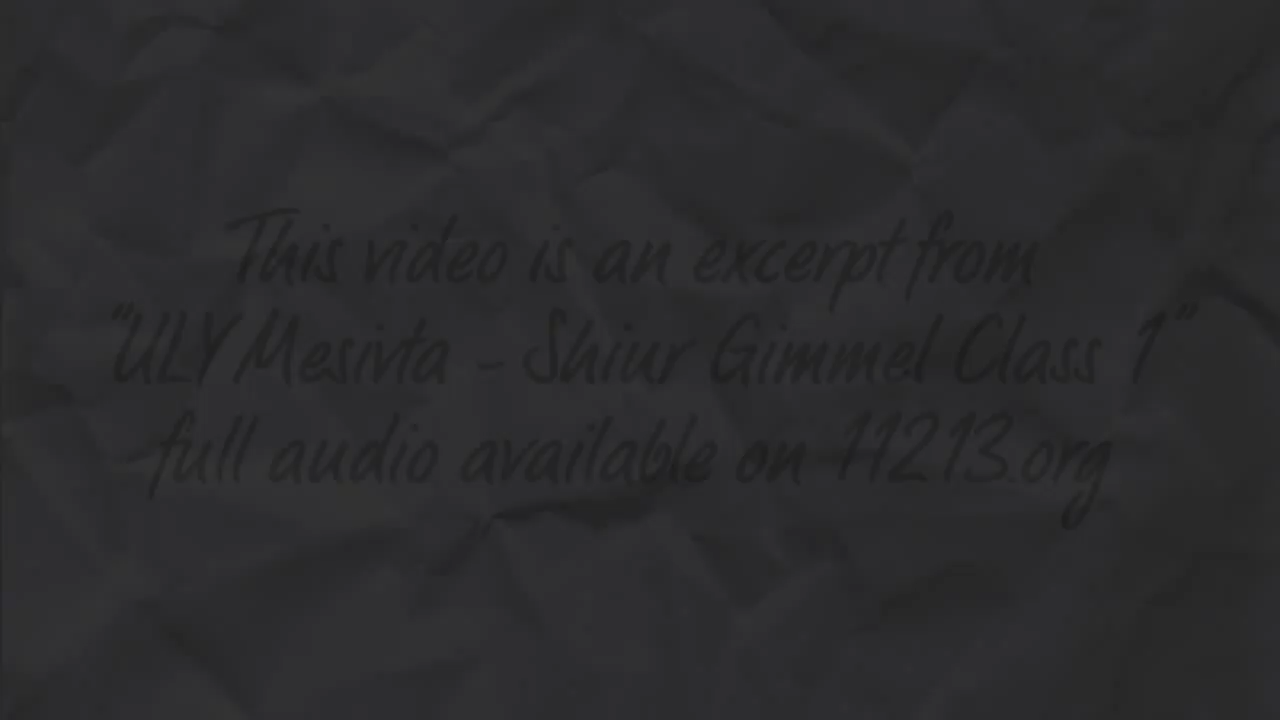 This video is an excerpt from
"ULY Mesivta - Shiur Gimmel Class 1"
full audio available on 11213.org